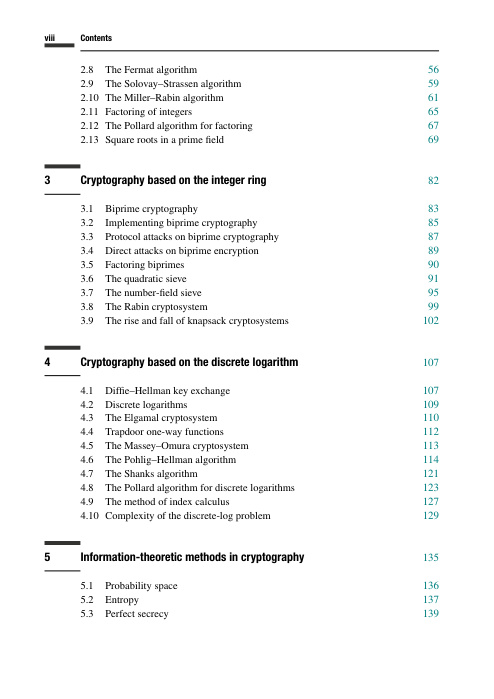 viii Contents
2.8 The Fermat algorithm 56
2.9 The Solovay–Strassen algorithm 59
2.10 The Miller–Rabin algorithm 61
2.11 Factoring of integers 65
2.12 The Pollard algorithm for factoring 67
2.13 Square roots in a prime field 69
3 Cryptography based on the integer ring 82
3.1 Biprime cryptography 83
3.2 Implementing biprime cryptography 85
3.3 Protocol attacks on biprime cryptography 87
3.4 Direct attacks on biprime encryption 89
3.5 Factoring biprimes 90
3.6 The quadratic sieve 91
3.7 The number-field sieve 95
3.8 The Rabin cryptosystem 99
3.9 The rise and fall of knapsack cryptosystems 102
4 Cryptography based on the discrete logarithm 107
4.1 Diffie–Hellman key exchange 107
4.2 Discrete logarithms 109
4.3 The Elgamal cryptosystem 110
4.4 Trapdoor one-way functions 112
4.5 The Massey–Omura cryptosystem 113
4.6 The Pohlig–Hellman algorithm 114
4.7 The Shanks algorithm 121
4.8 The Pollard algorithm for discrete logarithms 123
4.9 The method of index calculus 127
4.10 Complexity of the discrete-log problem 129
5 Information-theoretic methods in cryptography 135
5.1 Probability space 136
5.2 Entropy 137
5.3 Perfect secrecy 139